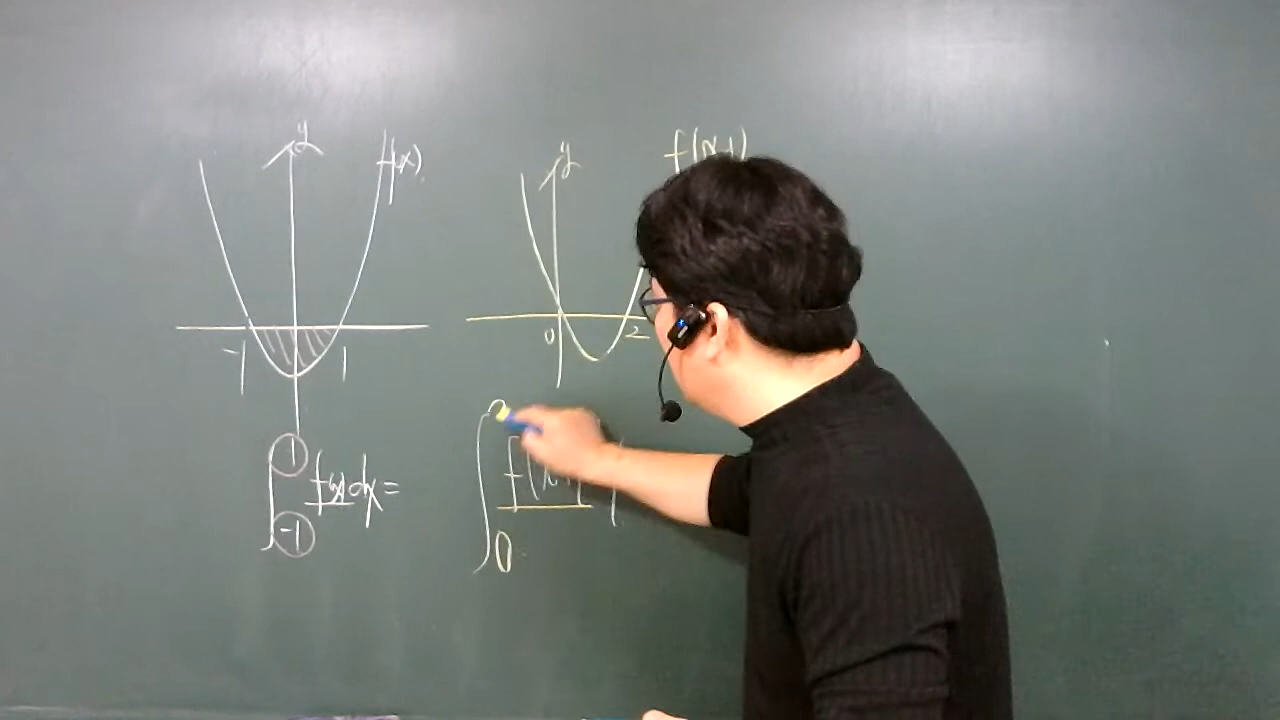 y f(x)
-1 1
∫_{-1}^{1} f(x)dx=
y f(x-1)
0 2
∫_{0}